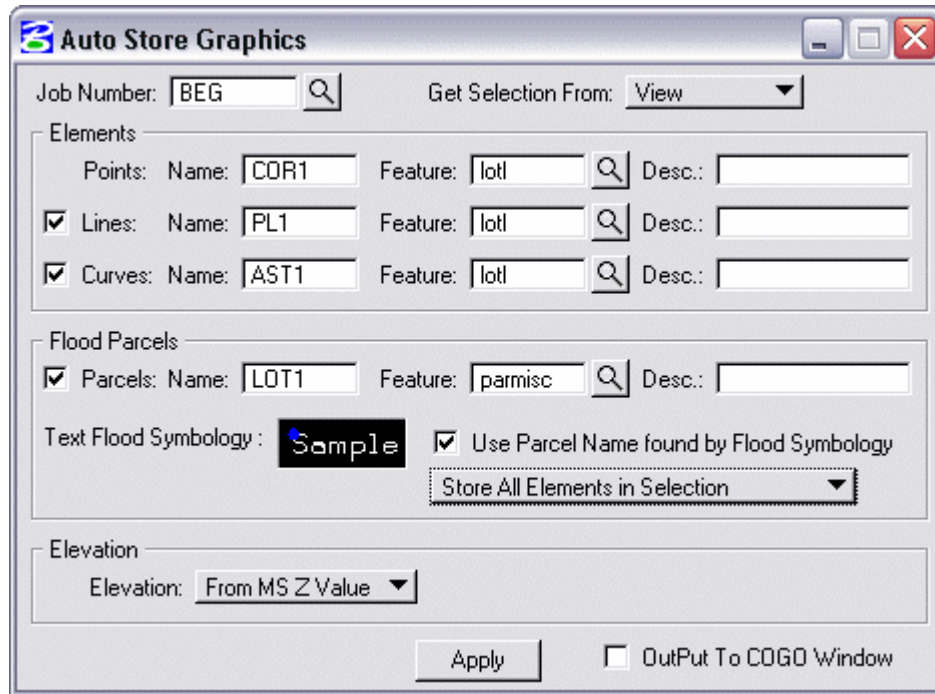 Auto Store Graphics
Job Number: BEG Get Selection From: View
Elements
Points: Name: COR1 Feature: lotl Desc.:
Lines: Name: PL1 Feature: lotl Desc.:
Curves: Name: AST1 Feature: lotl Desc.:
Flood Parcels
Parcels: Name: LOT1 Feature: parmisc Desc.:
Text Flood Symbology : Sample Use Parcel Name found by Flood Symbology
Store All Elements in Selection
Elevation
Elevation: From MS Z Value
Apply OutPut To COGO Window